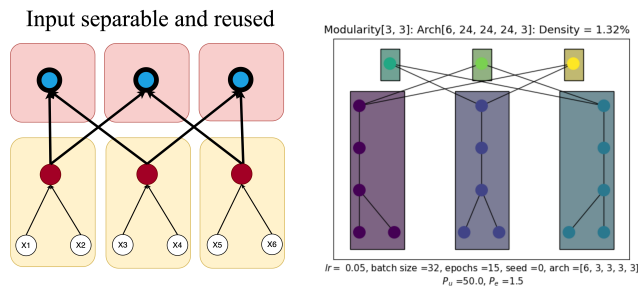 Input separable and reused
X1 X2 X3 X4 X5 X6
Modularity[3, 3]: Arch[6, 24, 24, 24, 3]: Density = 1.32%
lr = 0.05, batch size =32, epochs =15, seed =0, arch =[6, 3, 3, 3, 3]
Pu =50.0, Pe =1.5